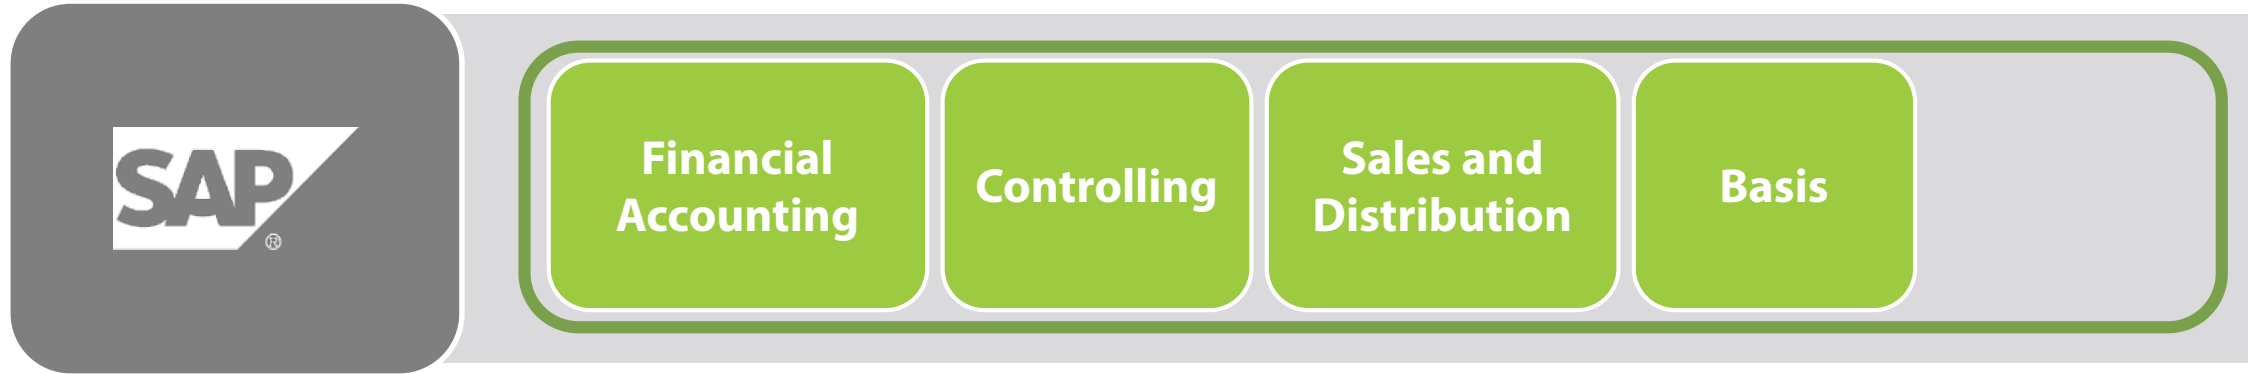 SAP
®
Financial
Accounting
Controlling
Sales and
Distribution
Basis